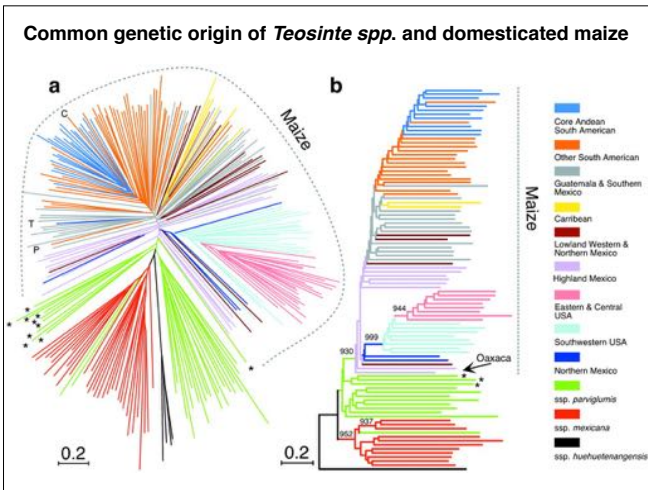 Common genetic origin of Teosinte spp. and domesticated maize
a
C
T
P
Maize
*
*
*
*
*
*
*
*
0.2
b
944
999
930
Oaxaca
*
*
*
937
952
0.2
Maize
Core Andean
South American
Other South American
Guatemala & Southern
Mexico
Carribean
Lowland Western &
Northern Mexico
Highland Mexico
Eastern & Central
USA
Southwestern USA
Northern Mexico
ssp. parviglumis
ssp. mexicana
ssp. huehuetenangensis